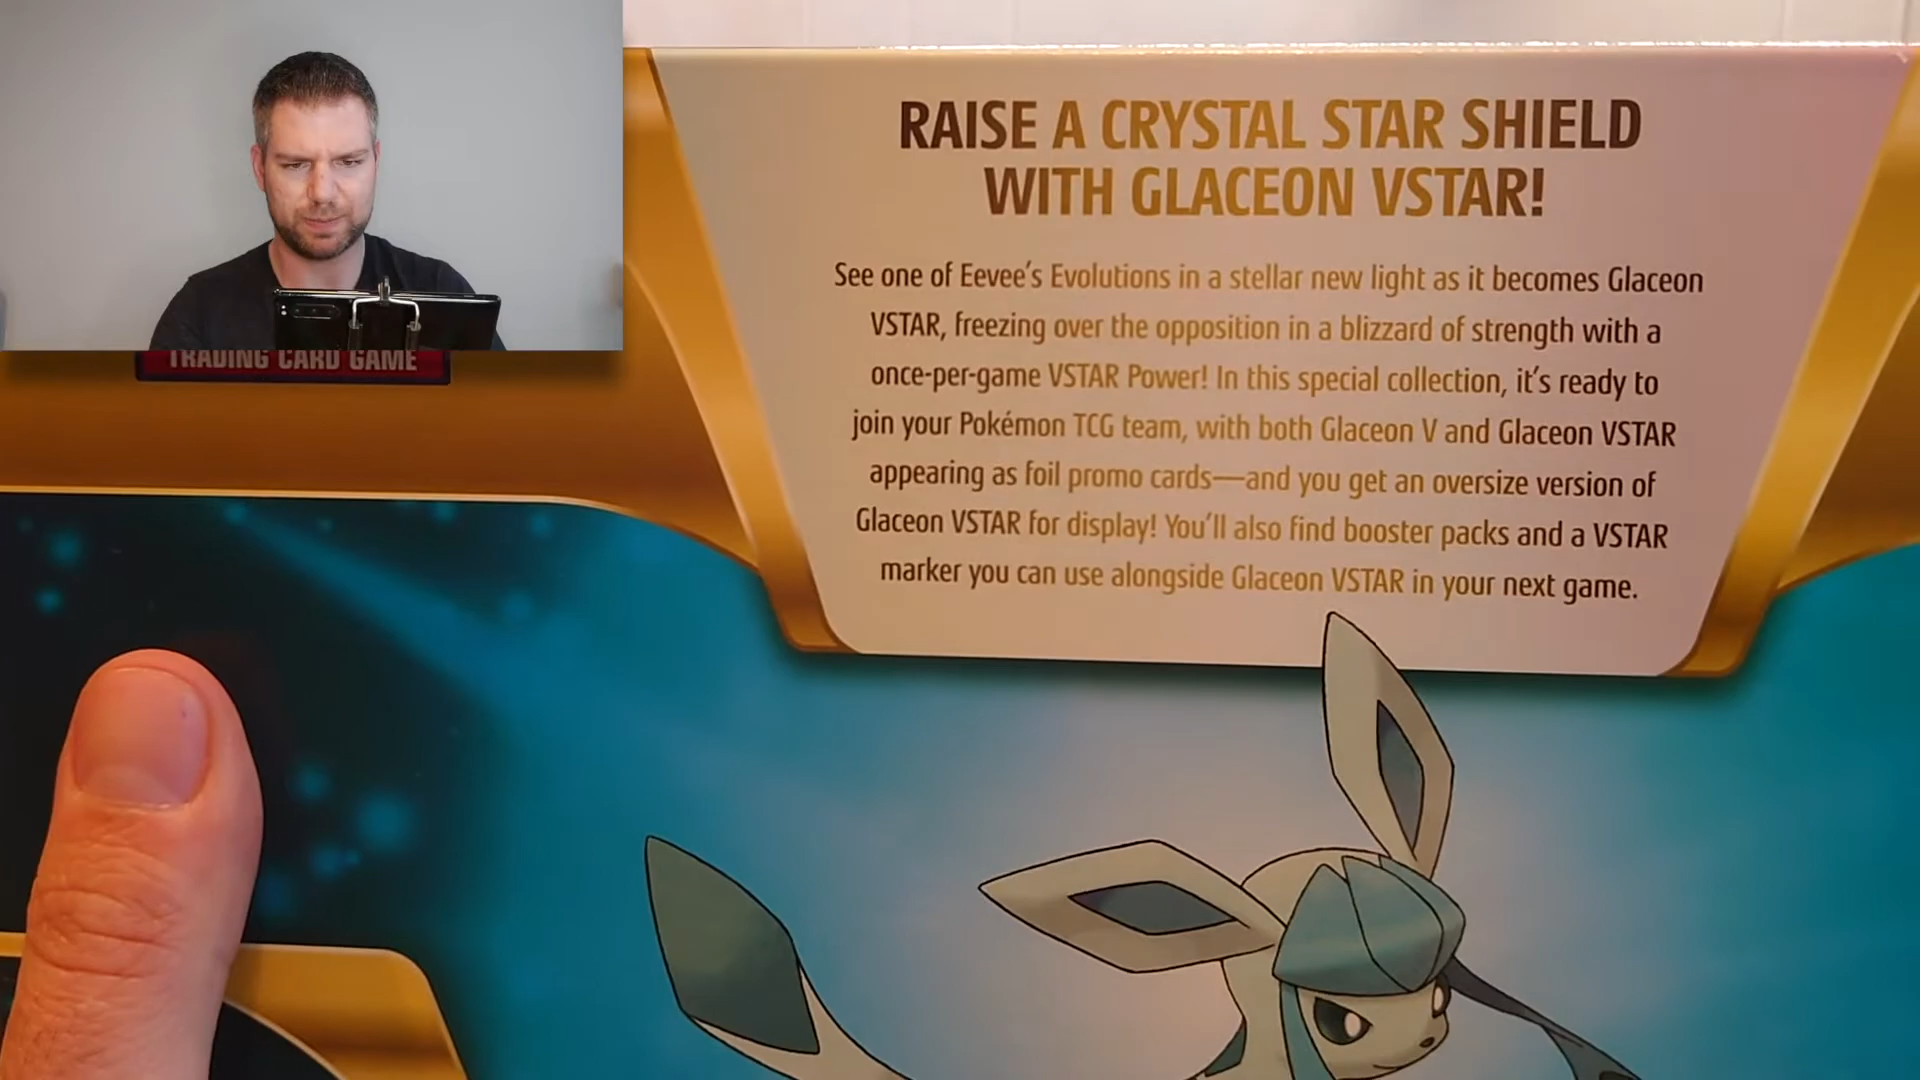 TRADING CARD GAME
RAISE A CRYSTAL STAR SHIELD
WITH GLACEON VSTAR!
See one of Eevee's Evolutions in a stellar new light as it becomes Glaceon
VSTAR, freezing over the opposition in a blizzard of strength with a
once-per-game VSTAR Power! In this special collection, it's ready to
join your Pokémon TCG team, with both Glaceon V and Glaceon VSTAR
appearing as foil promo cards—and you get an oversize version of
Glaceon VSTAR for display! You'll also find booster packs and a VSTAR
marker you can use alongside Glaceon VSTAR in your next game.